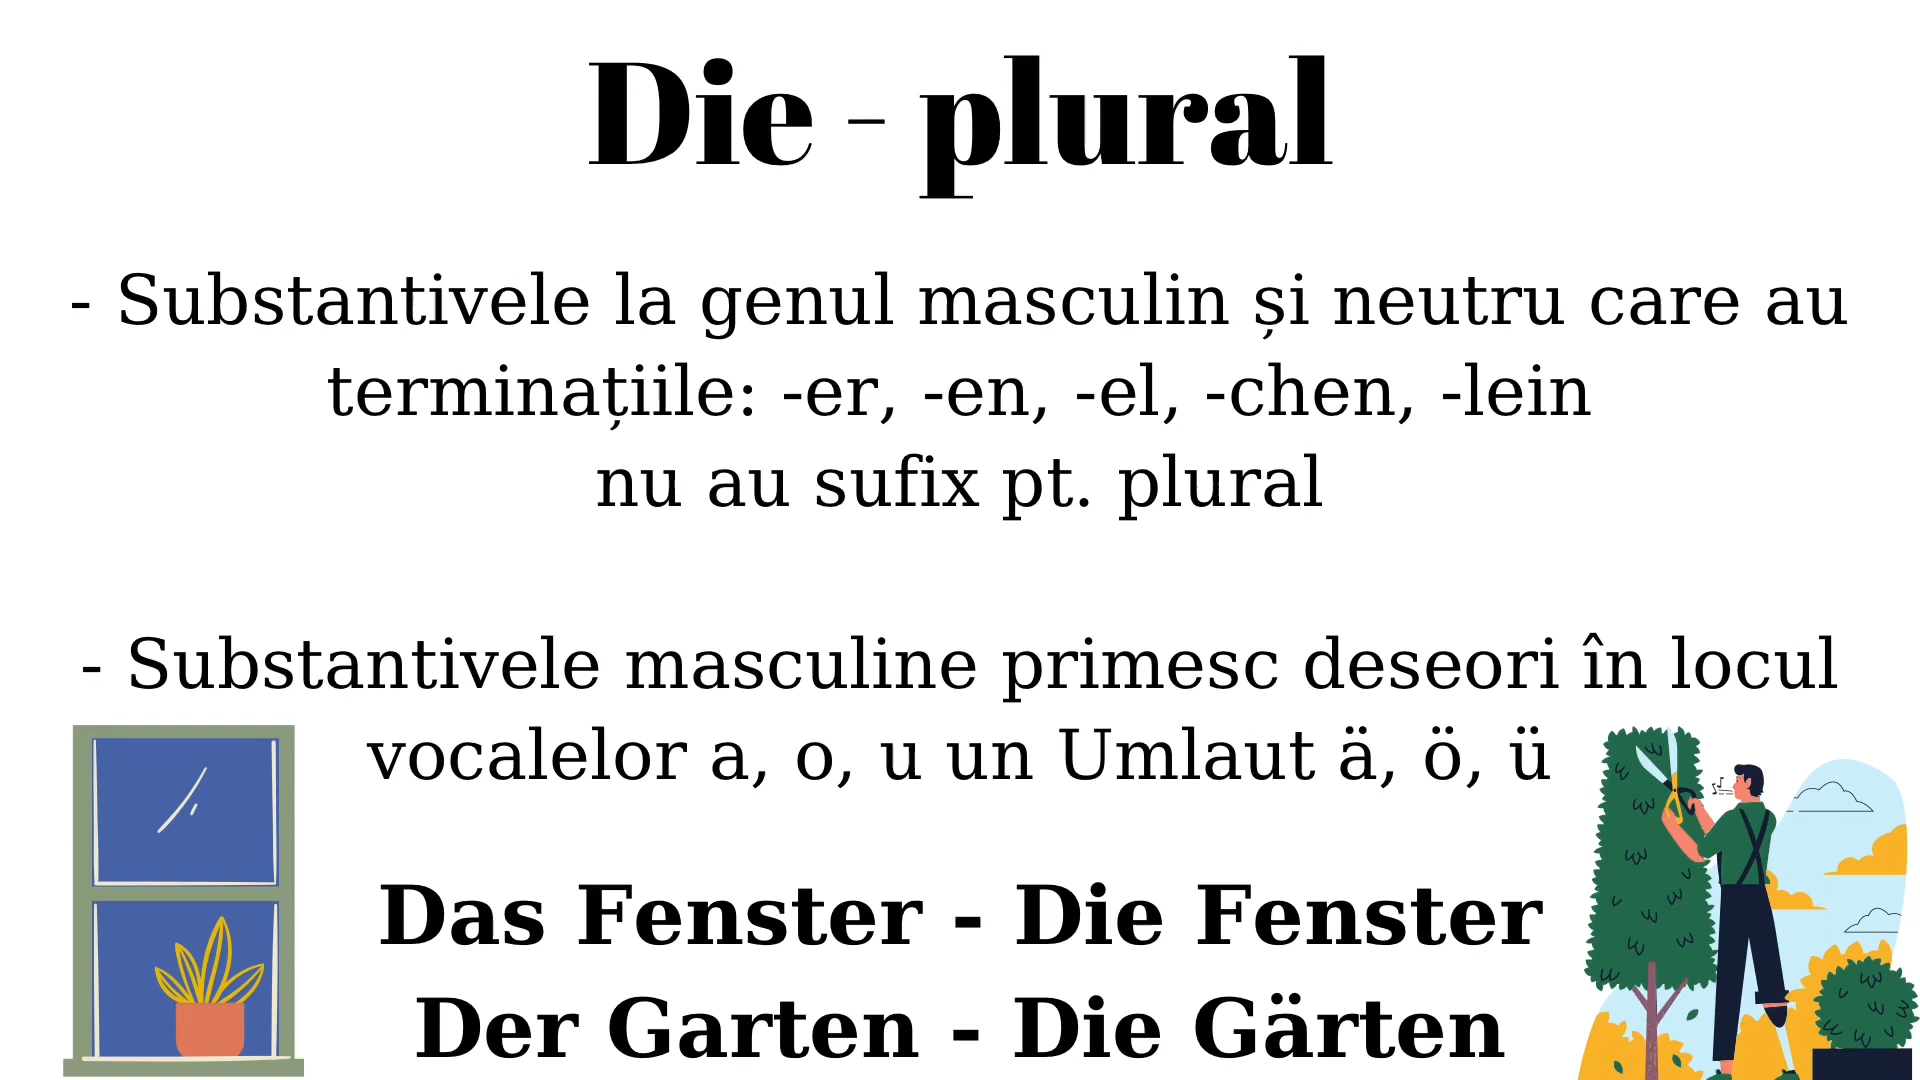 Die - plural
- Substantivele la genul masculin și neutru care au
terminațiile: -er, -en, -el, -chen, -lein
nu au sufix pt. plural
- Substantivele masculine primesc deseori în locul
vocalelor a, o, u un Umlaut ä, ö, ü
Das Fenster - Die Fenster
Der Garten - Die Gärten